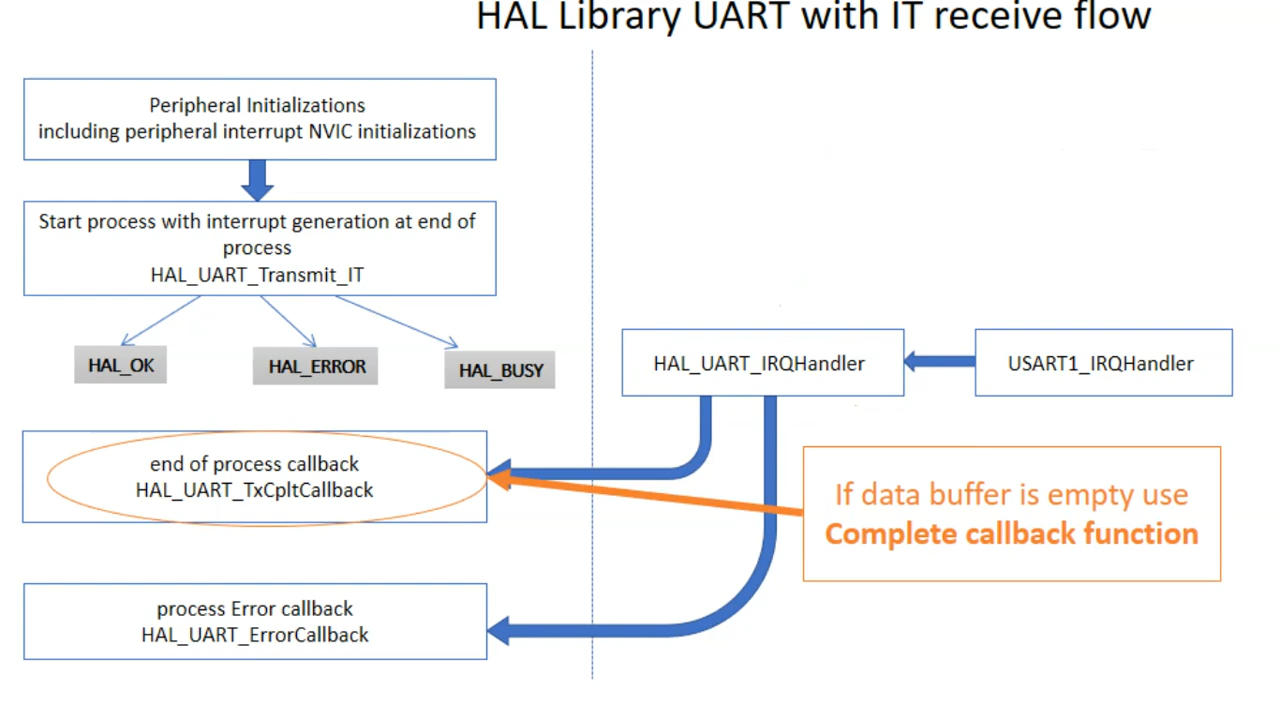 HAL Library UART with IT receive flow
Peripheral Initializations
including peripheral interrupt NVIC initializations
Start process with interrupt generation at end of
process
HAL_UART_Transmit_IT
HAL_OK
HAL_ERROR
HAL_BUSY
HAL_UART_IRQHandler
USART1_IRQHandler
end of process callback
HAL_UART_TxCpltCallback
If data buffer is empty use
Complete callback function
process Error callback
HAL_UART_ErrorCallback